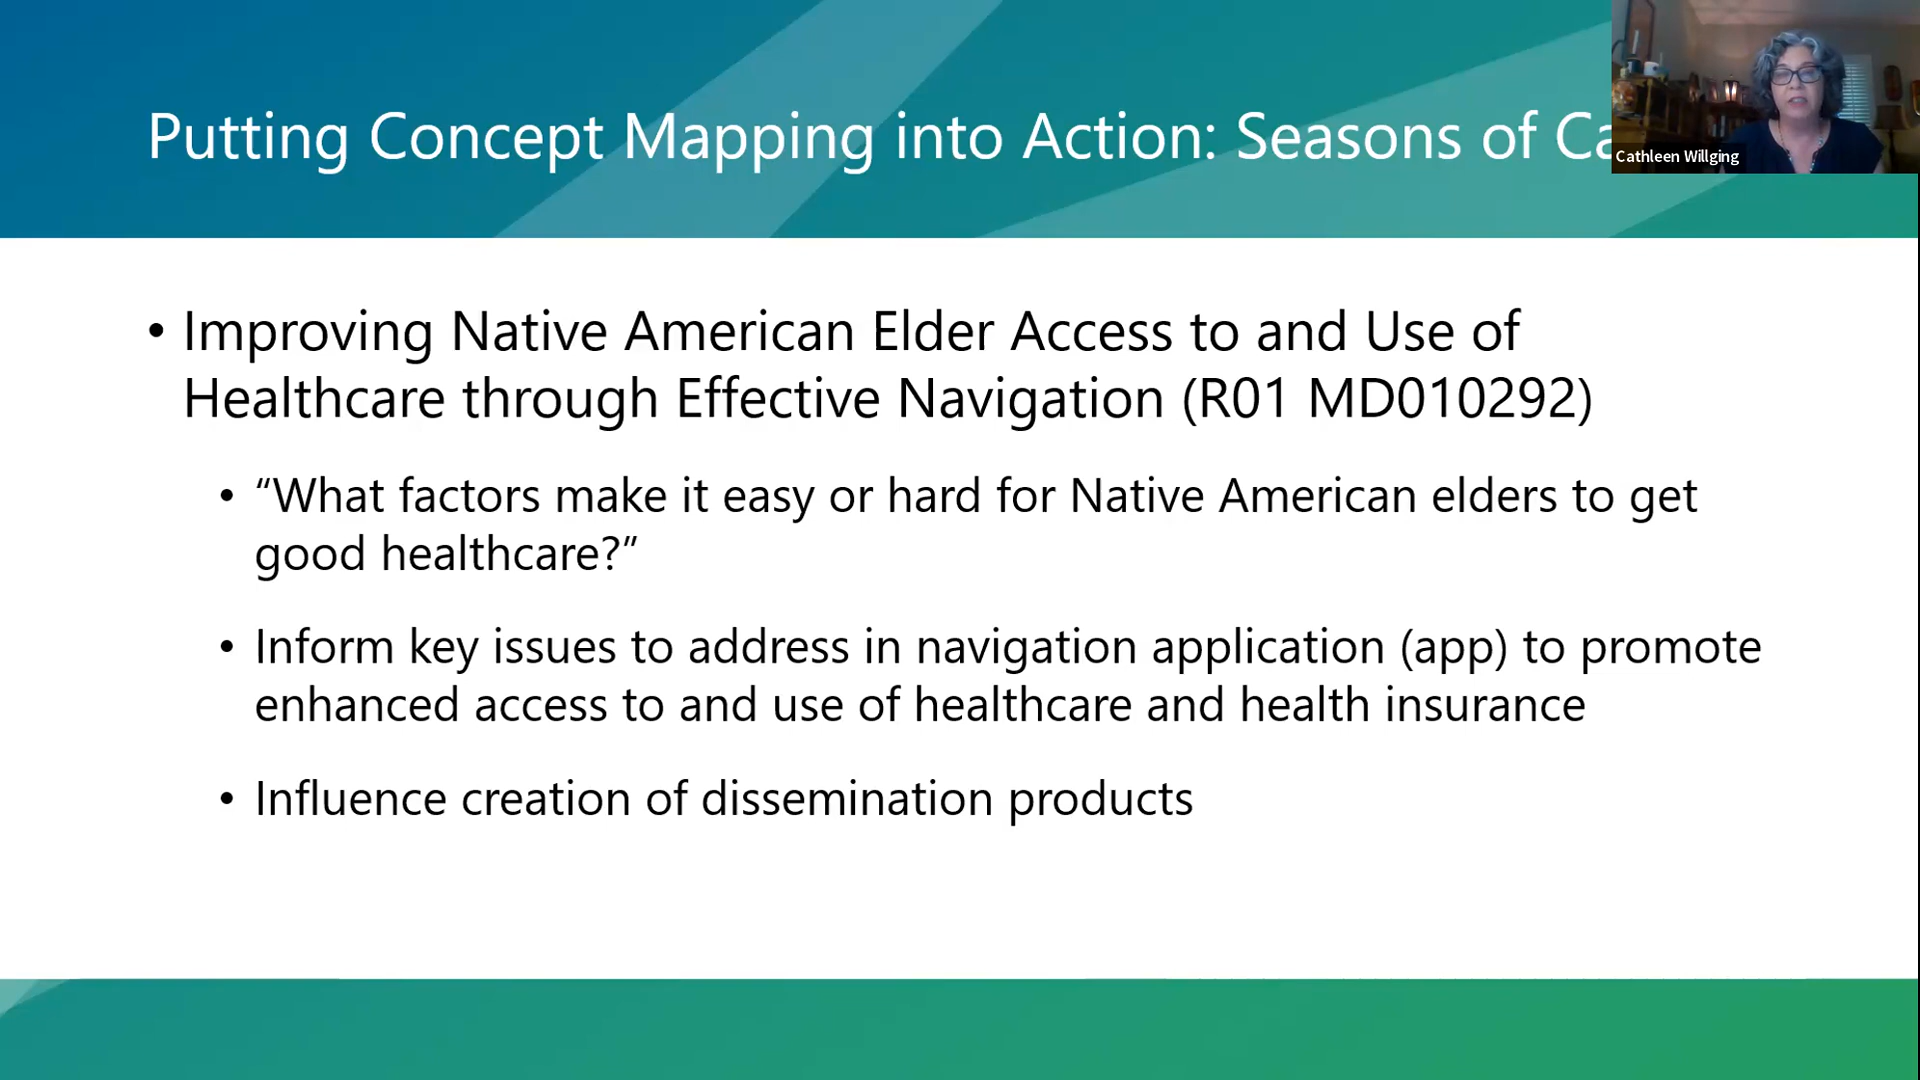 Putting Concept Mapping into Action: Seasons of Ca
Cathleen Willging
• Improving Native American Elder Access to and Use of
Healthcare through Effective Navigation (R01 MD010292)
• “What factors make it easy or hard for Native American elders to get
good healthcare?”
• Inform key issues to address in navigation application (app) to promote
enhanced access to and use of healthcare and health insurance
• Influence creation of dissemination products